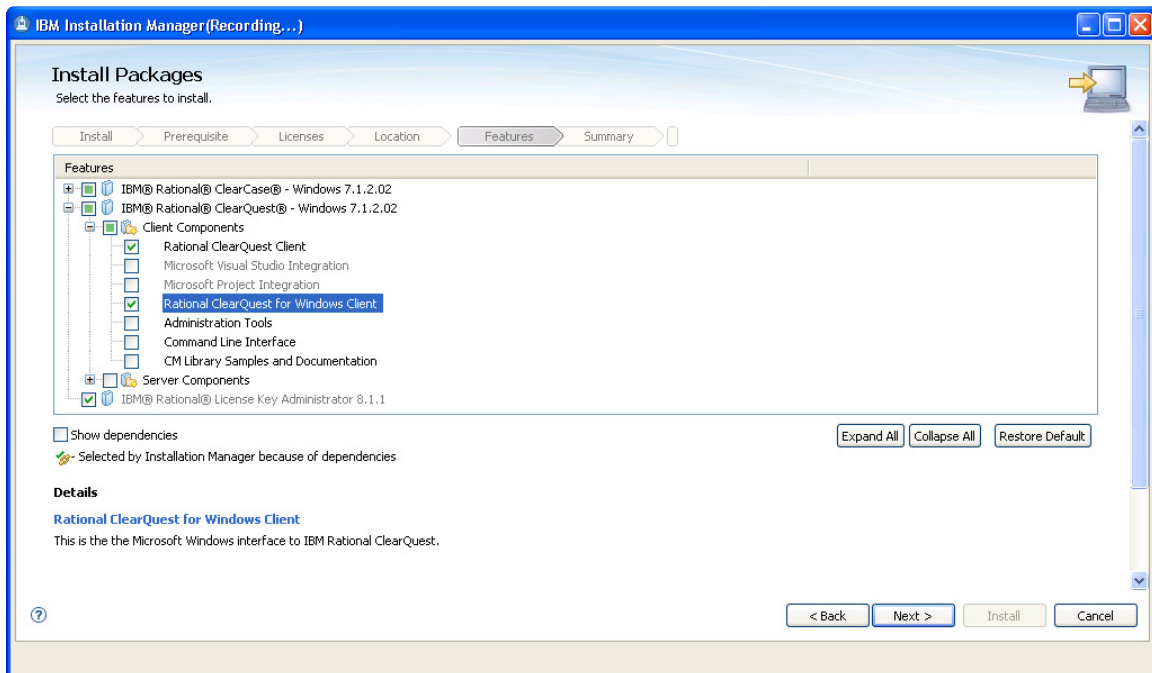 IBM Installation Manager(Recording...)
Install Packages
Select the features to install.
Install Prerequisite Licenses Location Features Summary
Features
IBM® Rational® ClearCase® - Windows 7.1.2.02
IBM® Rational® ClearQuest® - Windows 7.1.2.02
Client Components
Rational ClearQuest Client
Microsoft Visual Studio Integration
Microsoft Project Integration
Rational ClearQuest for Windows Client
Administration Tools
Command Line Interface
CM Library Samples and Documentation
Server Components
IBM® Rational® License Key Administrator 8.1.1
Show dependencies Expand All Collapse All Restore Default
- Selected by Installation Manager because of dependencies
Details
Rational ClearQuest for Windows Client
This is the the Microsoft Windows interface to IBM Rational ClearQuest.
? < Back Next > Install Cancel